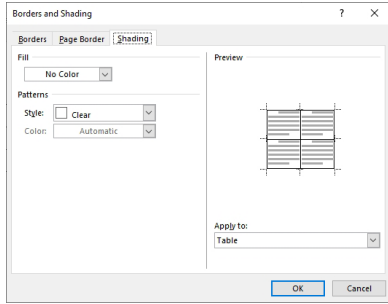 Borders and Shading ? ×
Borders Page Border Shading
Fill
No Color
Patterns
Style: Clear
Color: Automatic
Preview
Apply to:
Table
OK Cancel